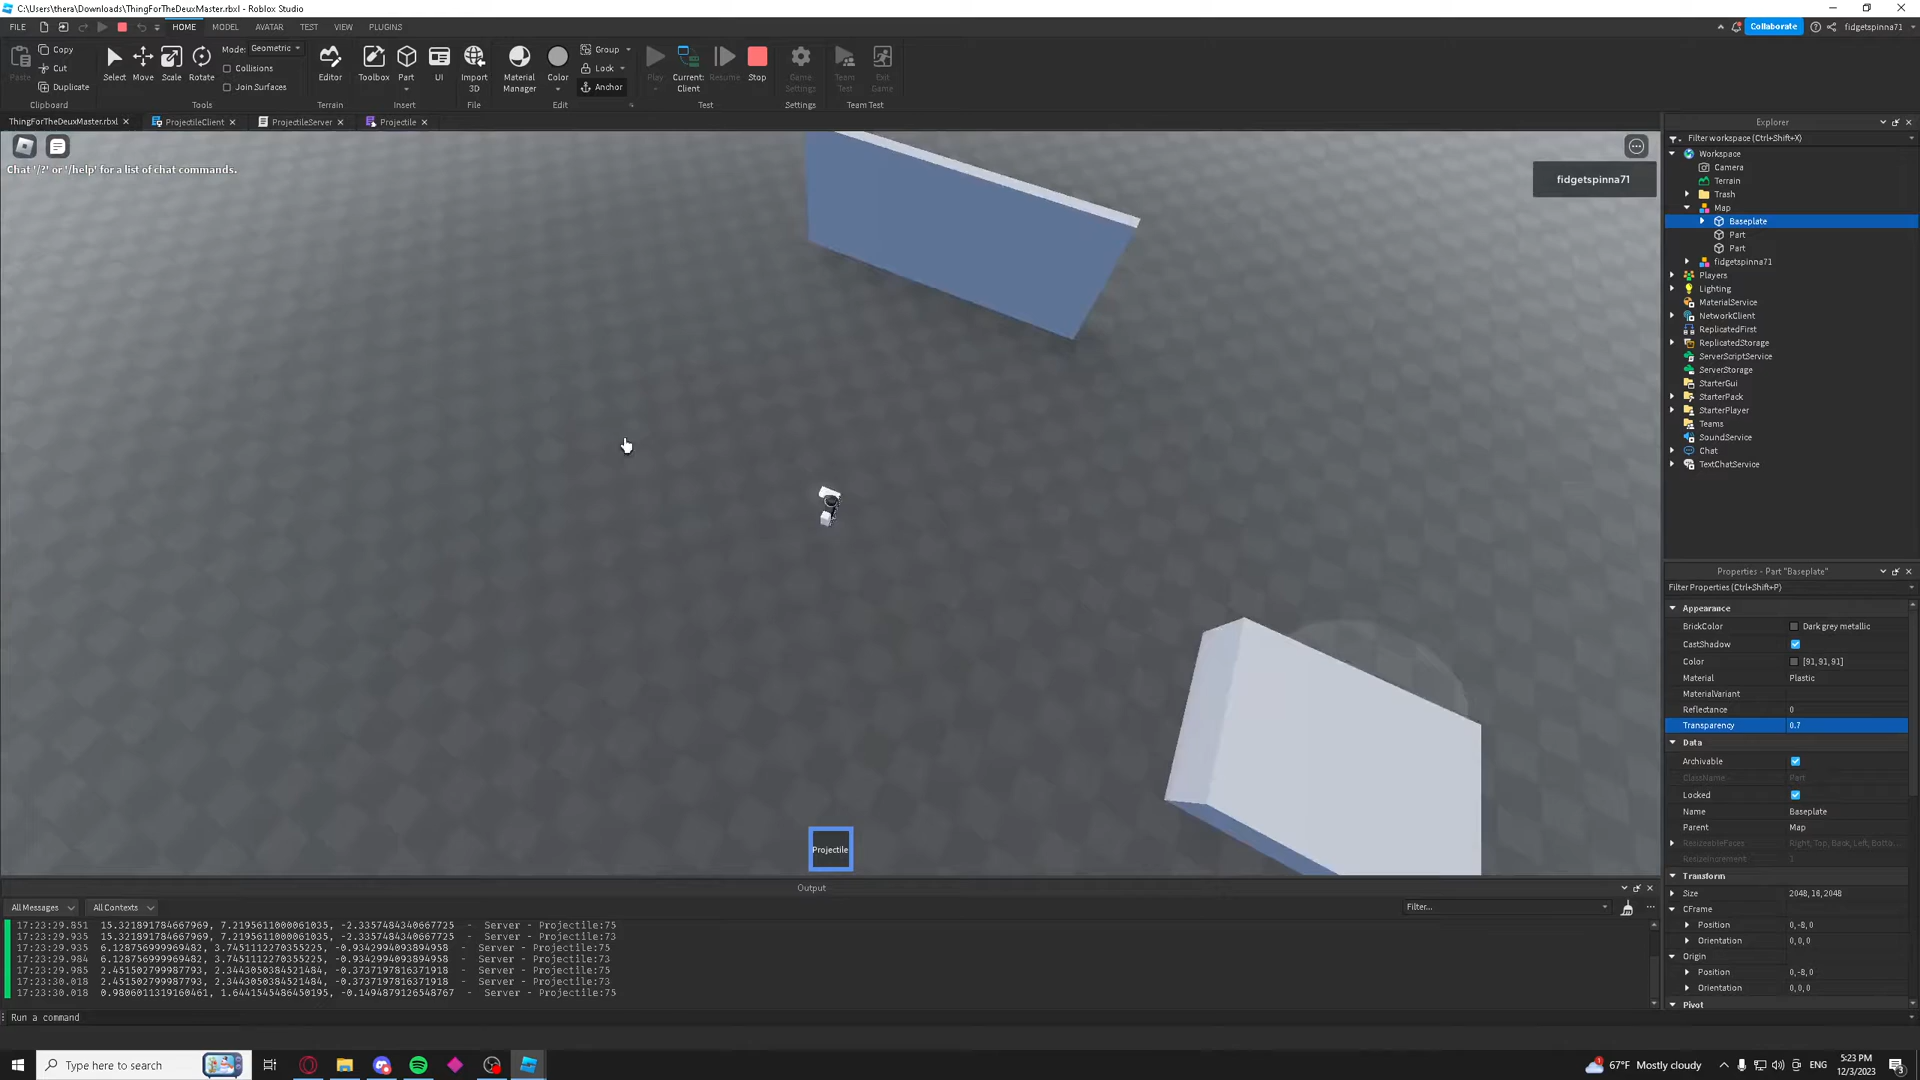 C:\Users\thera\Downloads\ThingForTheDeuxMaster.rbxl - Roblox Studio
FILE HOME MODEL AVATAR TEST VIEW PLUGINS
Collaborate fidgetspinna71
Paste Copy Cut Duplicate
Clipboard
Select Move Scale Rotate
Mode: Geometric
Collisions
Join Surfaces
Tools
Editor
Terrain
Toolbox Part UI
Insert
Import 3D
File
Material Manager Color
Group
Lock
Anchor
Edit
Play Current: Client Resume Stop
Test
Game Settings
Settings
Team Test Exit Game
Team Test
ThingForTheDeuxMaster.rbxl ProjectileClient ProjectileServer Projectile
Chat '/?' or '/help' for a list of chat commands.
fidgetspinna71
Projectile
Explorer
Filter workspace (Ctrl+Shift+X)
Workspace
Camera
Terrain
Trash
Map
Baseplate
Part
Part
fidgetspinna71
Players
Lighting
MaterialService
NetworkClient
ReplicatedFirst
ReplicatedStorage
ServerScriptService
ServerStorage
StarterGui
StarterPack
StarterPlayer
Teams
SoundService
Chat
TextChatService
Properties - Part "Baseplate"
Filter Properties (Ctrl+Shift+P)
Appearance
BrickColor Dark grey metallic
CastShadow
Color [91,91,91]
Material Plastic
MaterialVariant
Reflectance 0
Transparency 0.7
Data
Archivable
ClassName Part
Locked
Name Baseplate
Parent Map
ResizeableFaces Right, Top, Back, Left, Botto...
ResizeIncrement 1
Transform
Size 2048,16,2048
CFrame
Position 0,-8,0
Orientation 0,0,0
Origin
Position 0,-8,0
Orientation 0,0,0
Pivot
Output
All Messages All Contexts Filter...
17:23:29.851 15.321891784667969, 7.2195611000061035, -2.3357484340667725 - Server - Projectile:75
17:23:29.935 15.321891784667969, 7.2195611000061035, -2.3357484340667725 - Server - Projectile:73
17:23:29.935 6.128756999969482, 3.7451112270355225, -0.9342994093894958 - Server - Projectile:75
17:23:29.984 6.128756999969482, 3.7451112270355225, -0.9342994093894958 - Server - Projectile:73
17:23:29.985 2.451502799987793, 2.3443050384521484, -0.3737197816371918 - Server - Projectile:75
17:23:30.018 2.451502799987793, 2.3443050384521484, -0.3737197816371918 - Server - Projectile:73
17:23:30.018 0.9806011319160461, 1.6441545486450195, -0.1494879126548767 - Server - Projectile:75
Run a command
Type here to search
67°F Mostly cloudy
ENG
5:23 PM
12/3/2023